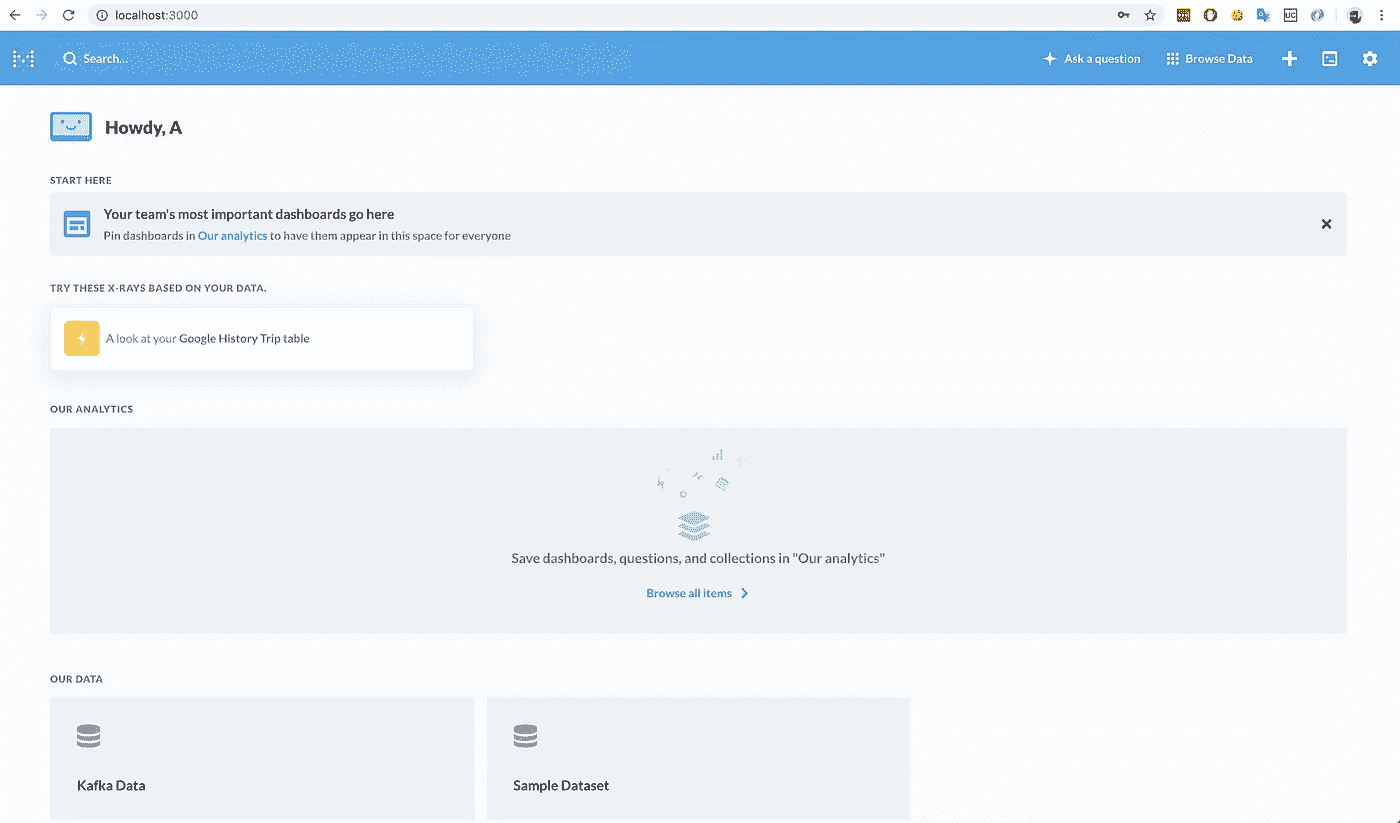 localhost:3000
Search...
Ask a question
Browse Data
Howdy, A
START HERE
Your team's most important dashboards go here
Pin dashboards in Our analytics to have them appear in this space for everyone
TRY THESE X-RAYS BASED ON YOUR DATA.
A look at your Google History Trip table
OUR ANALYTICS
Save dashboards, questions, and collections in "Our analytics"
Browse all items
OUR DATA
Kafka Data
Sample Dataset